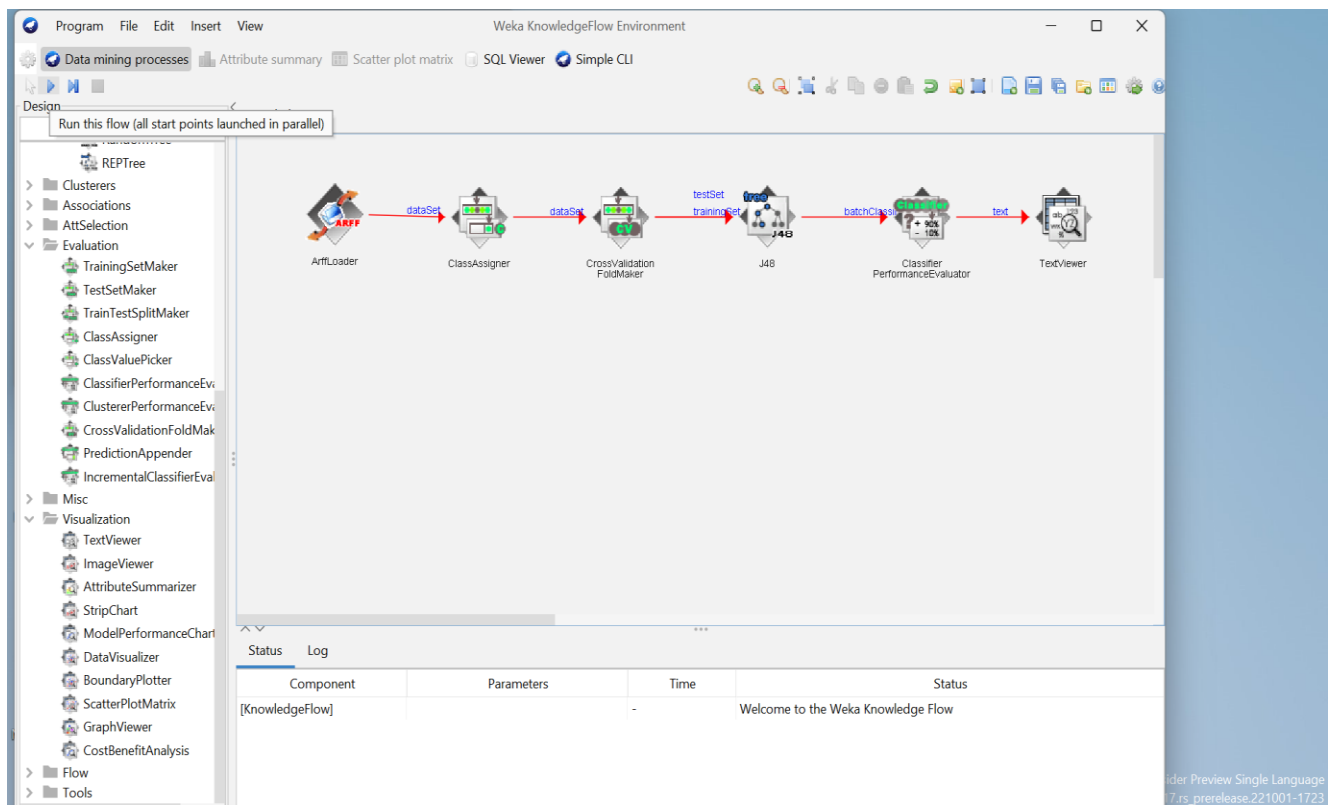 Program File Edit Insert View Weka KnowledgeFlow Environment
Data mining processes Attribute summary Scatter plot matrix SQL Viewer Simple CLI
Design
Run this flow (all start points launched in parallel)
REPTree
Clusterers
Associations
AttSelection
Evaluation
TrainingSetMaker
TestSetMaker
TrainTestSplitMaker
ClassAssigner
ClassValuePicker
ClassifierPerformanceEva
ClustererPerformanceEva
CrossValidationFoldMak
PredictionAppender
IncrementalClassifierEval
Misc
Visualization
TextViewer
ImageViewer
AttributeSummarizer
StripChart
ModelPerformanceChart
DataVisualizer
BoundaryPlotter
ScatterPlotMatrix
GraphViewer
CostBenefitAnalysis
Flow
Tools
ARFF
ArffLoader
dataSet
ClassAssigner
dataSet
CV
CrossValidation
FoldMaker
testSet
trainingSet
tree
J48
J48
batchClassi
Classifie
+ 90%
- 10%
Classifier
PerformanceEvaluator
text
TextViewer
Status Log
Component Parameters Time Status
[KnowledgeFlow] - Welcome to the Weka Knowledge Flow
ider Preview Single Language
17.rs_prerelease.221001-1723